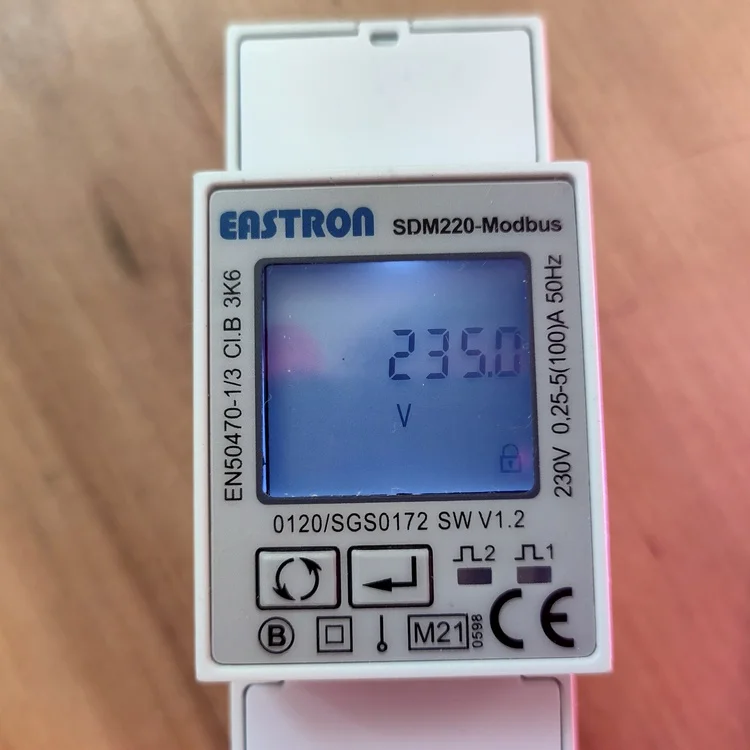 EASTRON SDM220-Modbus
EN50470-1/3 Cl.B 3K6
235.0
V
230V 0,25-5(100)A 50Hz
0120/SGS0172 SW V1.2
2 1
B M21 0598 CE